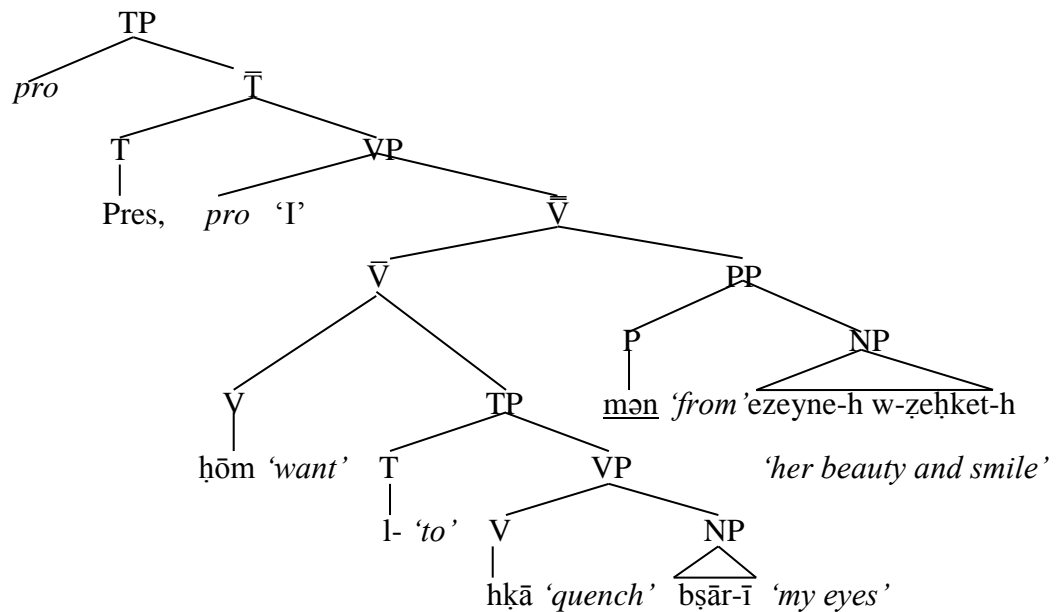 TP
pro T̄
T VP
Pres, pro ‘I’ V̿
V̄ PP
P NP
V TP mǝn ‘from’ ezeyne-h w-ẓeḥket-h
ḥōm ‘want’ T VP ‘her beauty and smile’
l- ‘to’ V NP
hḳā ‘quench’ bṣār-ī ‘my eyes’